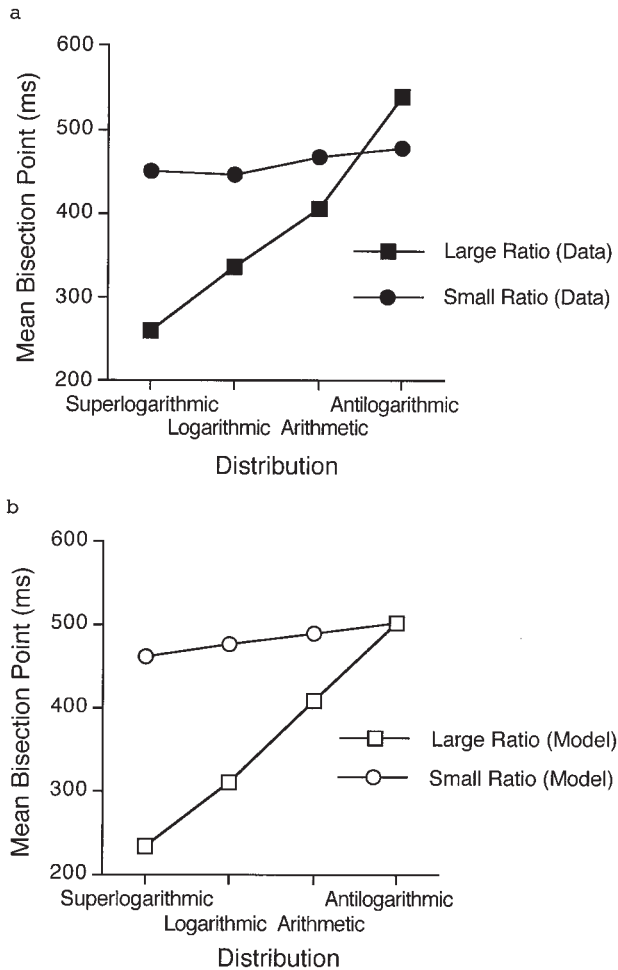 a
600
500
400
300
200
Mean Bisection Point (ms)
Large Ratio (Data)
Small Ratio (Data)
Superlogarithmic Antilogarithmic
Logarithmic Arithmetic
Distribution
b
600
500
400
300
200
Mean Bisection Point (ms)
Large Ratio (Model)
Small Ratio (Model)
Superlogarithmic Antilogarithmic
Logarithmic Arithmetic
Distribution